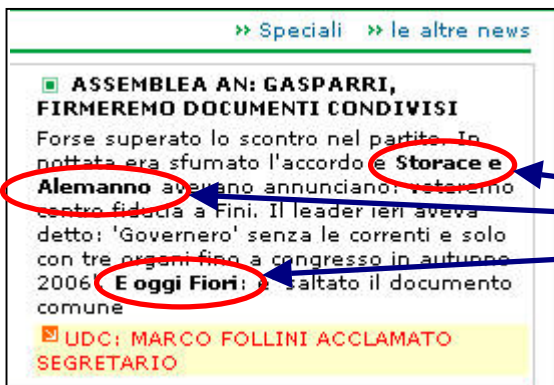 ›› Speciali ›› le altre news
ASSEMBLEA AN: GASPARRI,
FIRMEREMO DOCUMENTI CONDIVISI
Forse superato lo scontro nel partito. In
nottata era sfumato l'accordo e Storace e
Alemanno avevano annunciano: voteremo
contro fiducia a Fini. Il leader ieri aveva
detto: 'Governero' senza le correnti e solo
con tre organi fino a congresso in autunno
2006'. E oggi Fiori: e' saltato il documento
comune
UDC: MARCO FOLLINI ACCLAMATO
SEGRETARIO